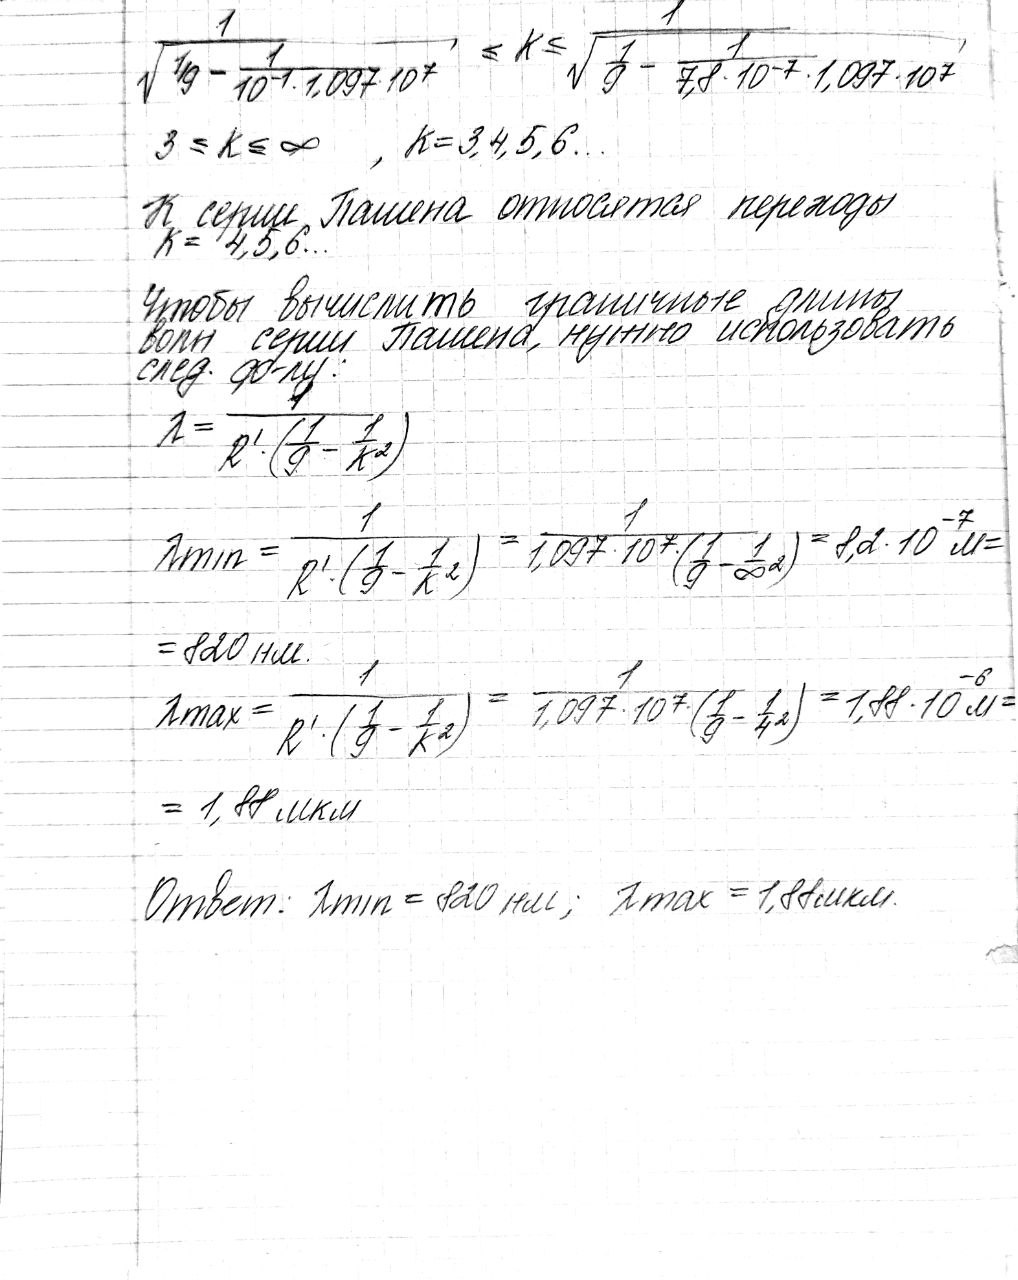 1/√(1/9 − 1/(10⁻¹·1,097·10⁷)) ≤ K ≤ 1/√(1/9 − 1/(7,8·10⁻⁷·1,097·10⁷))
3 ≤ K ≤ ∞ , K = 3,4,5,6...
К серии Пашена относятся переходы
K = 4,5,6...
Чтобы вычислить граничные длины
волн серии Пашена, нужно использовать
след. ф-лу:
λ = 1/(R'·(1/9 − 1/K²))
λmin = 1/(R'·(1/9 − 1/K²)) = 1/(1,097·10⁷·(1/9 − 1/∞²)) = 8,2·10⁻⁷ м =
= 820 нм.
λmax = 1/(R'·(1/9 − 1/K²)) = 1/(1,097·10⁷·(1/9 − 1/4²)) = 1,88·10⁻⁶ м =
= 1,88 мкм
Ответ: λmin = 820 нм; λmax = 1,88 мкм.